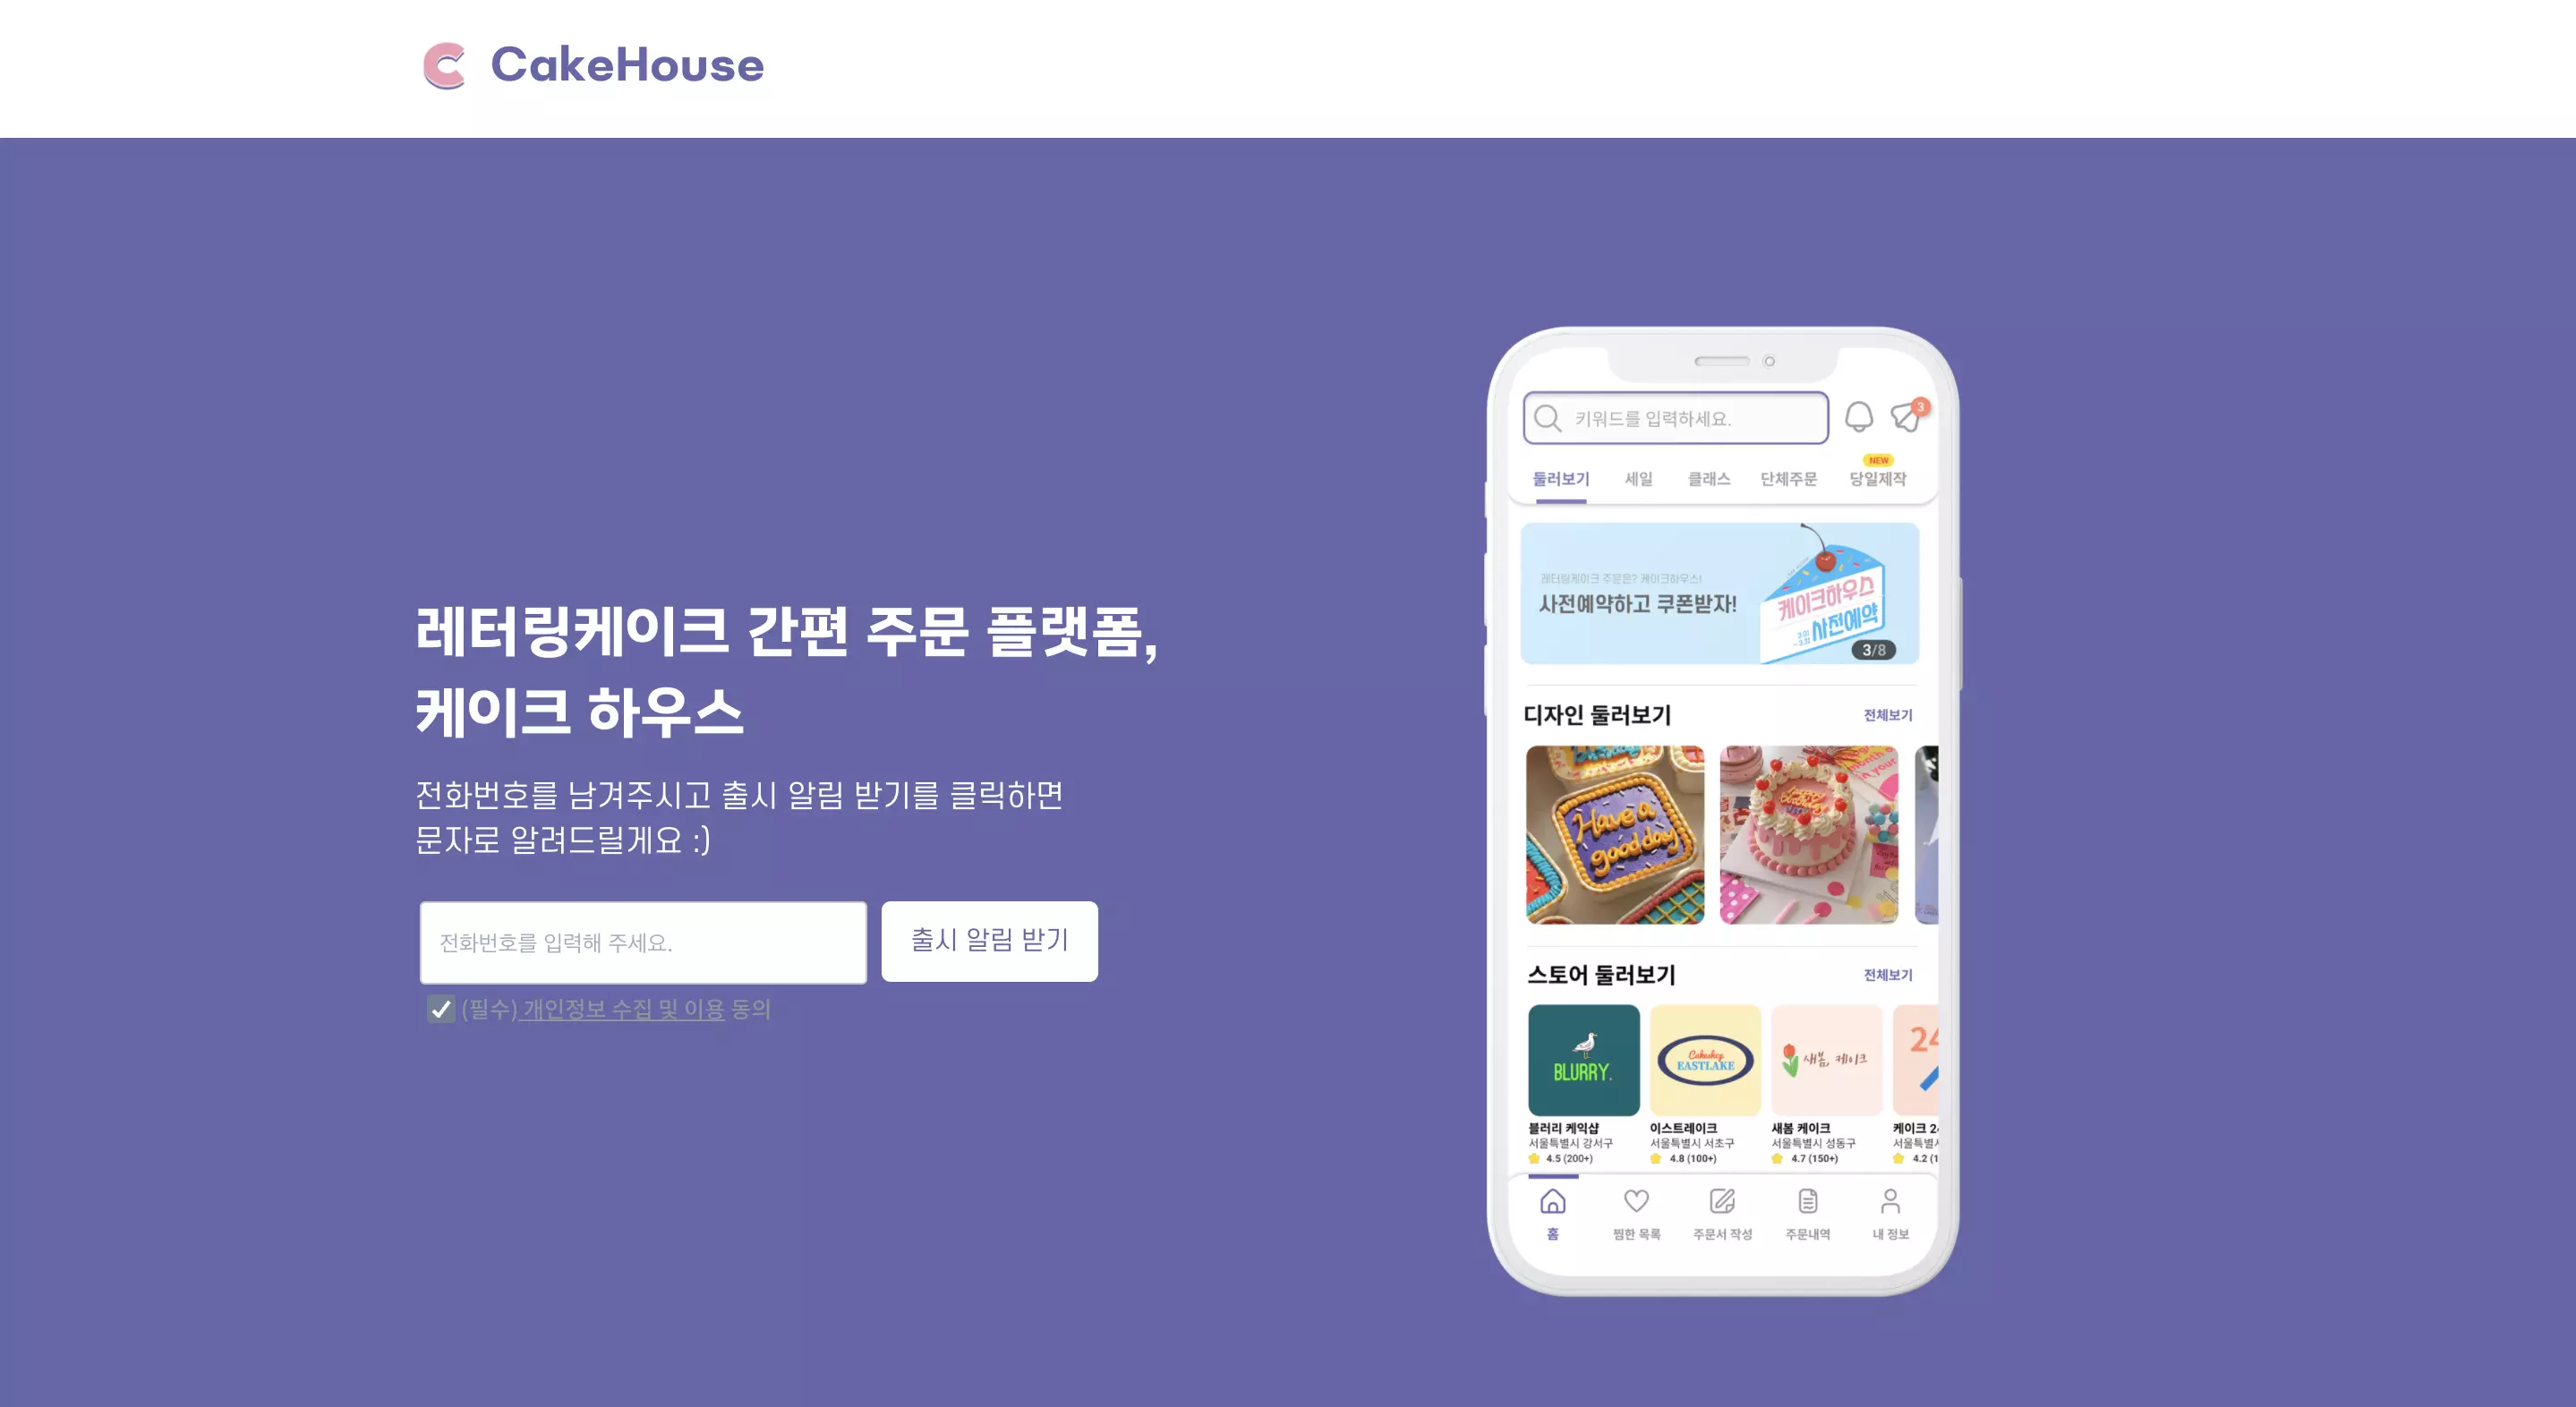 CakeHouse
레터링케이크 간편 주문 플랫폼,
케이크 하우스
전화번호를 남겨주시고 출시 알림 받기를 클릭하면
문자로 알려드릴게요 :)
전화번호를 입력해 주세요.
출시 알림 받기
(필수) 개인정보 수집 및 이용 동의
키워드를 입력하세요.
3
NEW
둘러보기 세일 클래스 단체주문 당일제작
레터링케이크 주문은? 케이크하우스!
사전예약하고 쿠폰받자!
케이크하우스
사전예약
3/8
디자인 둘러보기 전체보기
Have a
good day
스토어 둘러보기 전체보기
BLURRY.
Cakeshop
EASTLAKE
새봄, 케이크
24
블러리 케익샵 이스트레이크 새봄 케이크 케이크 24
서울특별시 강서구 서울특별시 서초구 서울특별시 성동구 서울특별시
4.5 (200+) 4.8 (100+) 4.7 (150+) 4.2 (1
홈 찜한 목록 주문서 작성 주문내역 내 정보